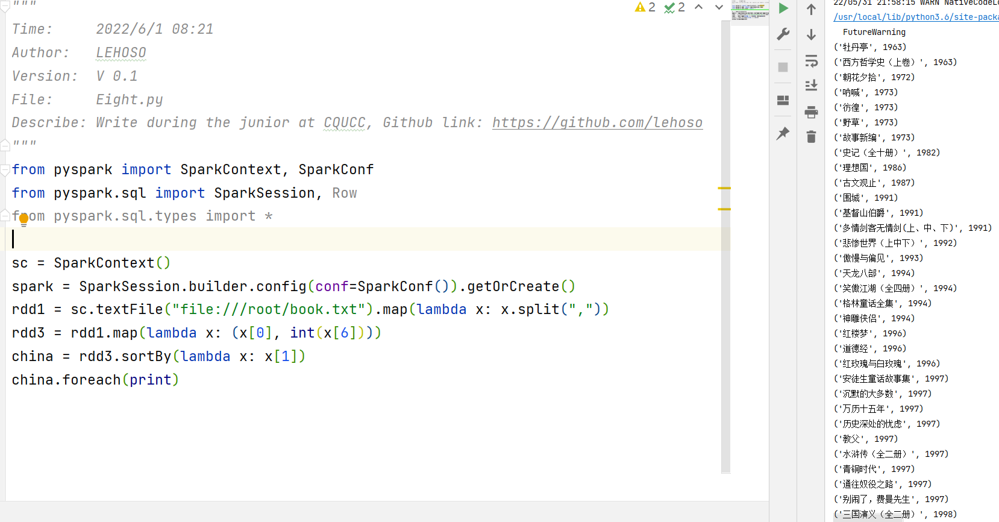 """
Time:     2022/6/1 08:21
Author:   LEHOSO
Version:  V 0.1
File:     Eight.py
Describe: Write during the junior at CQUCC, Github link: https://github.com/lehoso
"""
from pyspark import SparkContext, SparkConf
from pyspark.sql import SparkSession, Row
from pyspark.sql.types import *
sc = SparkContext()
spark = SparkSession.builder.config(conf=SparkConf()).getOrCreate()
rdd1 = sc.textFile("file:///root/book.txt").map(lambda x: x.split(","))
rdd3 = rdd1.map(lambda x: (x[0], int(x[6])))
china = rdd3.sortBy(lambda x: x[1])
china.foreach(print)
2 2
22/05/31 21:58:15 WARN NativeCodeLo
/usr/local/lib/python3.6/site-packa
FutureWarning
('牡丹亭', 1963)
('西方哲学史（上卷）', 1963)
('朝花夕拾', 1972)
('呐喊', 1973)
('彷徨', 1973)
('野草', 1973)
('故事新编', 1973)
('史记（全十册）', 1982)
('理想国', 1986)
('古文观止', 1987)
('围城', 1991)
('基督山伯爵', 1991)
('多情剑客无情剑(上、中、下)', 1991)
('悲惨世界（上中下）', 1992)
('傲慢与偏见', 1993)
('天龙八部', 1994)
('笑傲江湖（全四册）', 1994)
('格林童话全集', 1994)
('神雕侠侣', 1994)
('红楼梦', 1996)
('道德经', 1996)
('红玫瑰与白玫瑰', 1996)
('安徒生童话故事集', 1997)
('沉默的大多数', 1997)
('万历十五年', 1997)
('历史深处的忧虑', 1997)
('教父', 1997)
('水浒传（全二册）', 1997)
('青铜时代', 1997)
('通往奴役之路', 1997)
('别闹了，费曼先生', 1997)
('三国演义（全二册）', 1998)